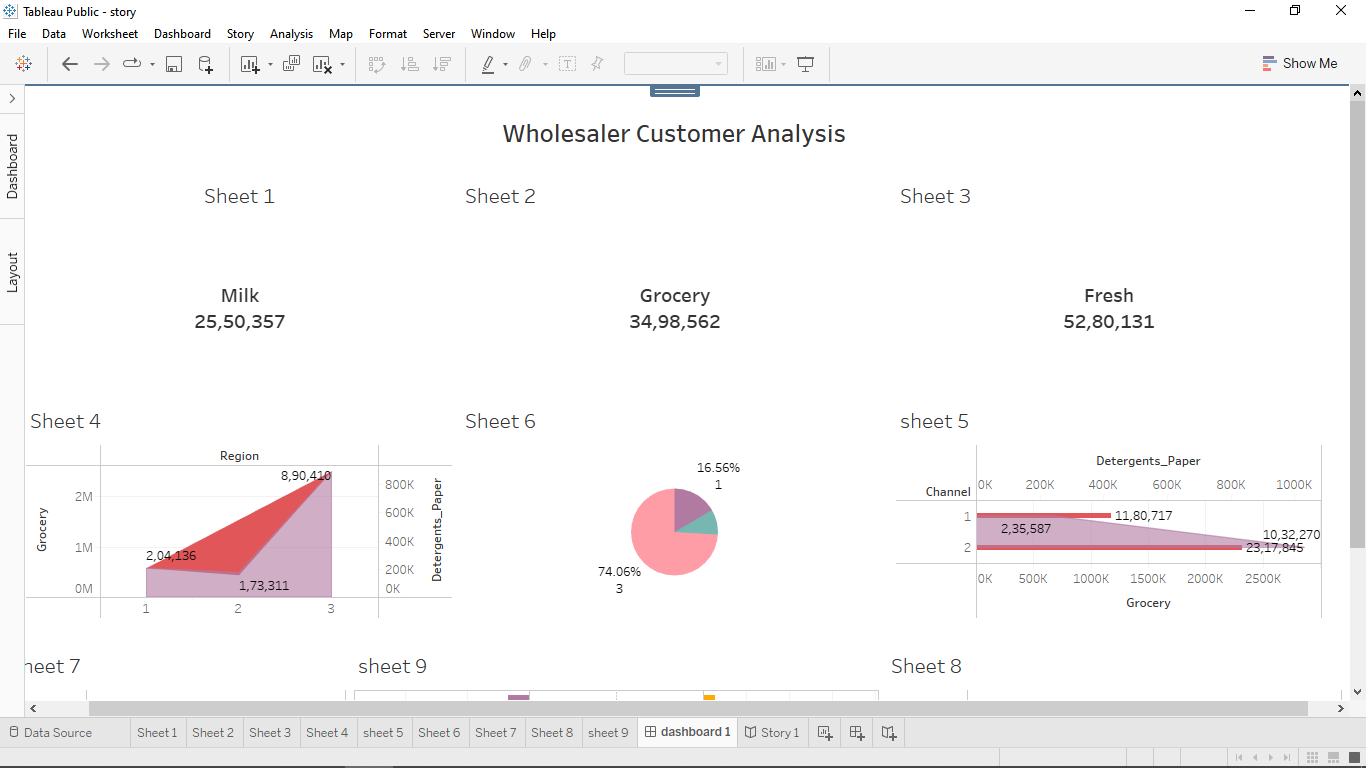 Tableau Public - story
File Data Worksheet Dashboard Story Analysis Map Format Server Window Help
Show Me
Dashboard
Layout
Wholesaler Customer Analysis
Sheet 1 Sheet 2 Sheet 3
Milk
25,50,357
Grocery
34,98,562
Fresh
52,80,131
Sheet 4
Region
8,90,410
2M
1M
0M
Grocery
2,04,136
1,73,311
800K
600K
400K
200K
0K
Detergents_Paper
1 2 3
Sheet 6
16.56%
1
74.06%
3
sheet 5
Detergents_Paper
0K 200K 400K 600K 800K 1000K
Channel
1 11,80,717
2,35,587
10,32,270
2 23,17,845
0K 500K 1000K 1500K 2000K 2500K
Grocery
heet 7 sheet 9 Sheet 8
Data Source Sheet 1 Sheet 2 Sheet 3 Sheet 4 sheet 5 Sheet 6 Sheet 7 Sheet 8 sheet 9 dashboard 1 Story 1